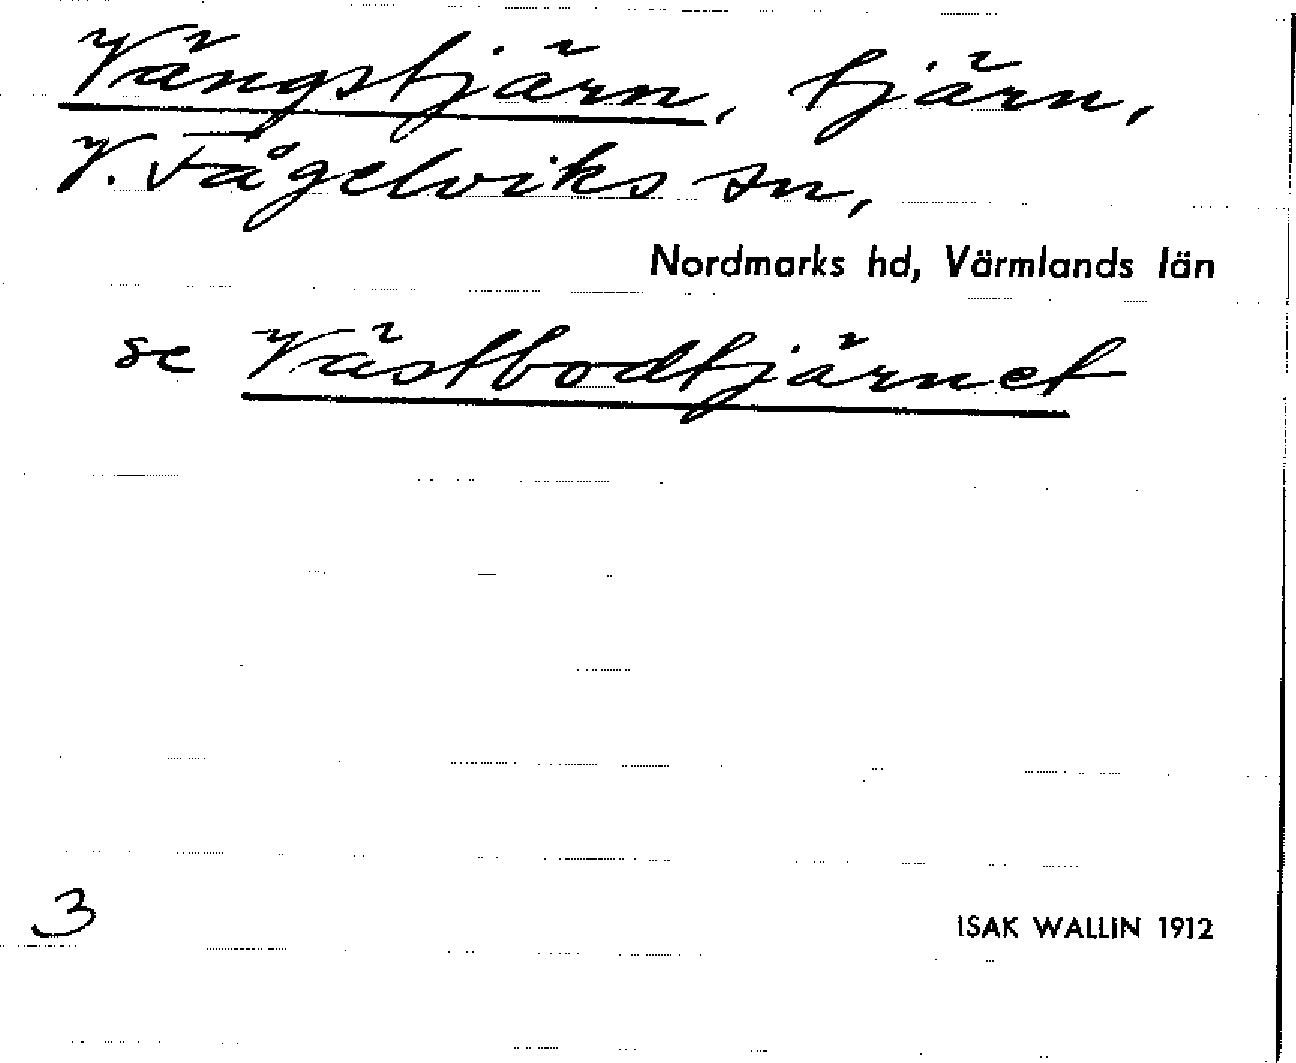 Vängstjärn, tjärn,
V. Fågelviks sn,
Nordmarks hd, Värmlands län
se Västbodtjärnet
3
ISAK WALLIN 1912